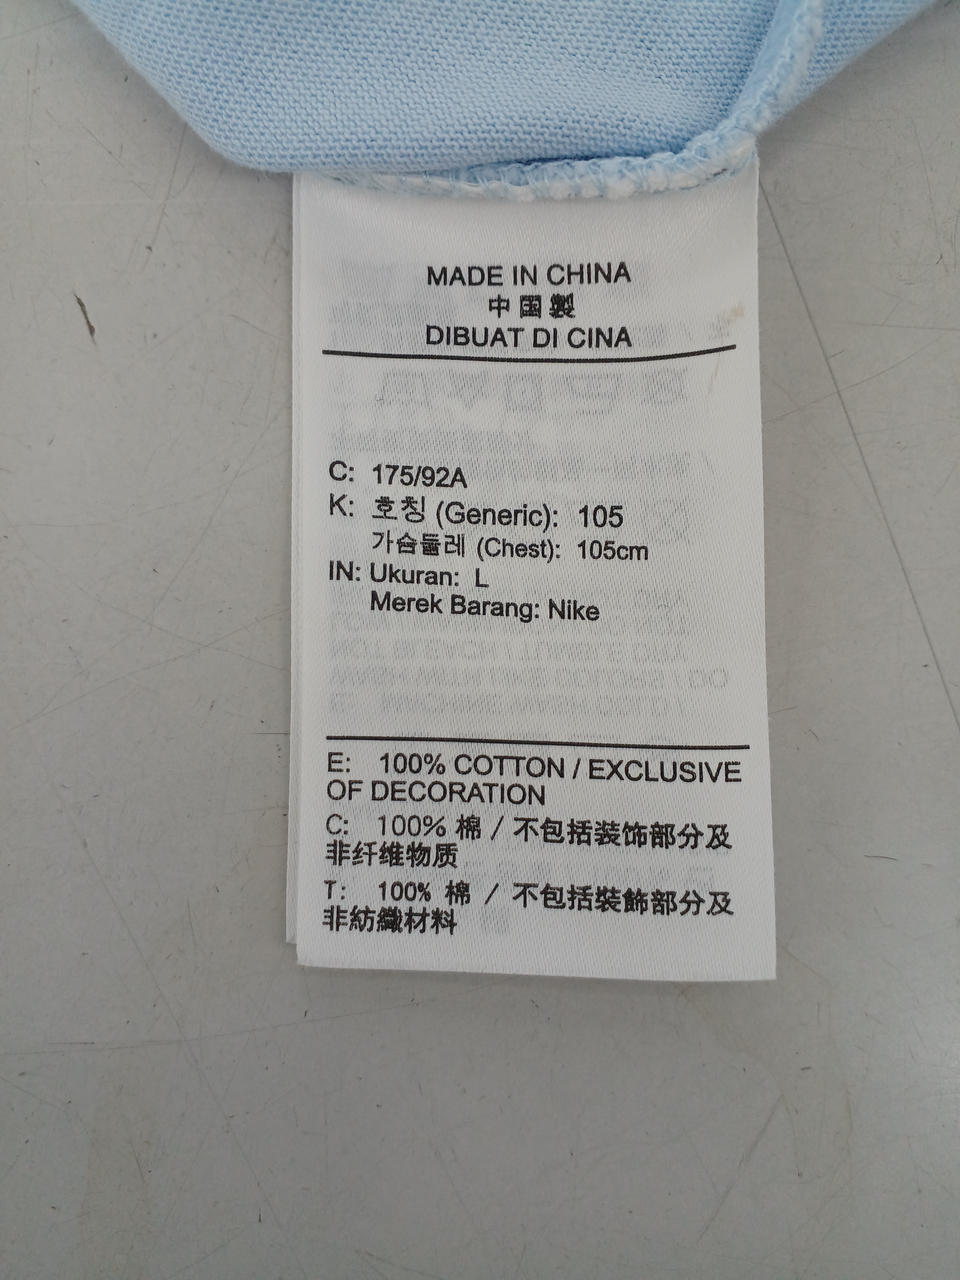 MADE IN CHINA
中国製
DIBUAT DI CINA
C: 175/92A
K: 호칭 (Generic): 105
가슴둘레 (Chest): 105cm
IN: Ukuran: L
Merek Barang: Nike
E: 100% COTTON / EXCLUSIVE
OF DECORATION
C: 100% 棉 / 不包括装饰部分及
非纤维物质
T: 100% 棉 / 不包括裝飾部分及
非紡織材料